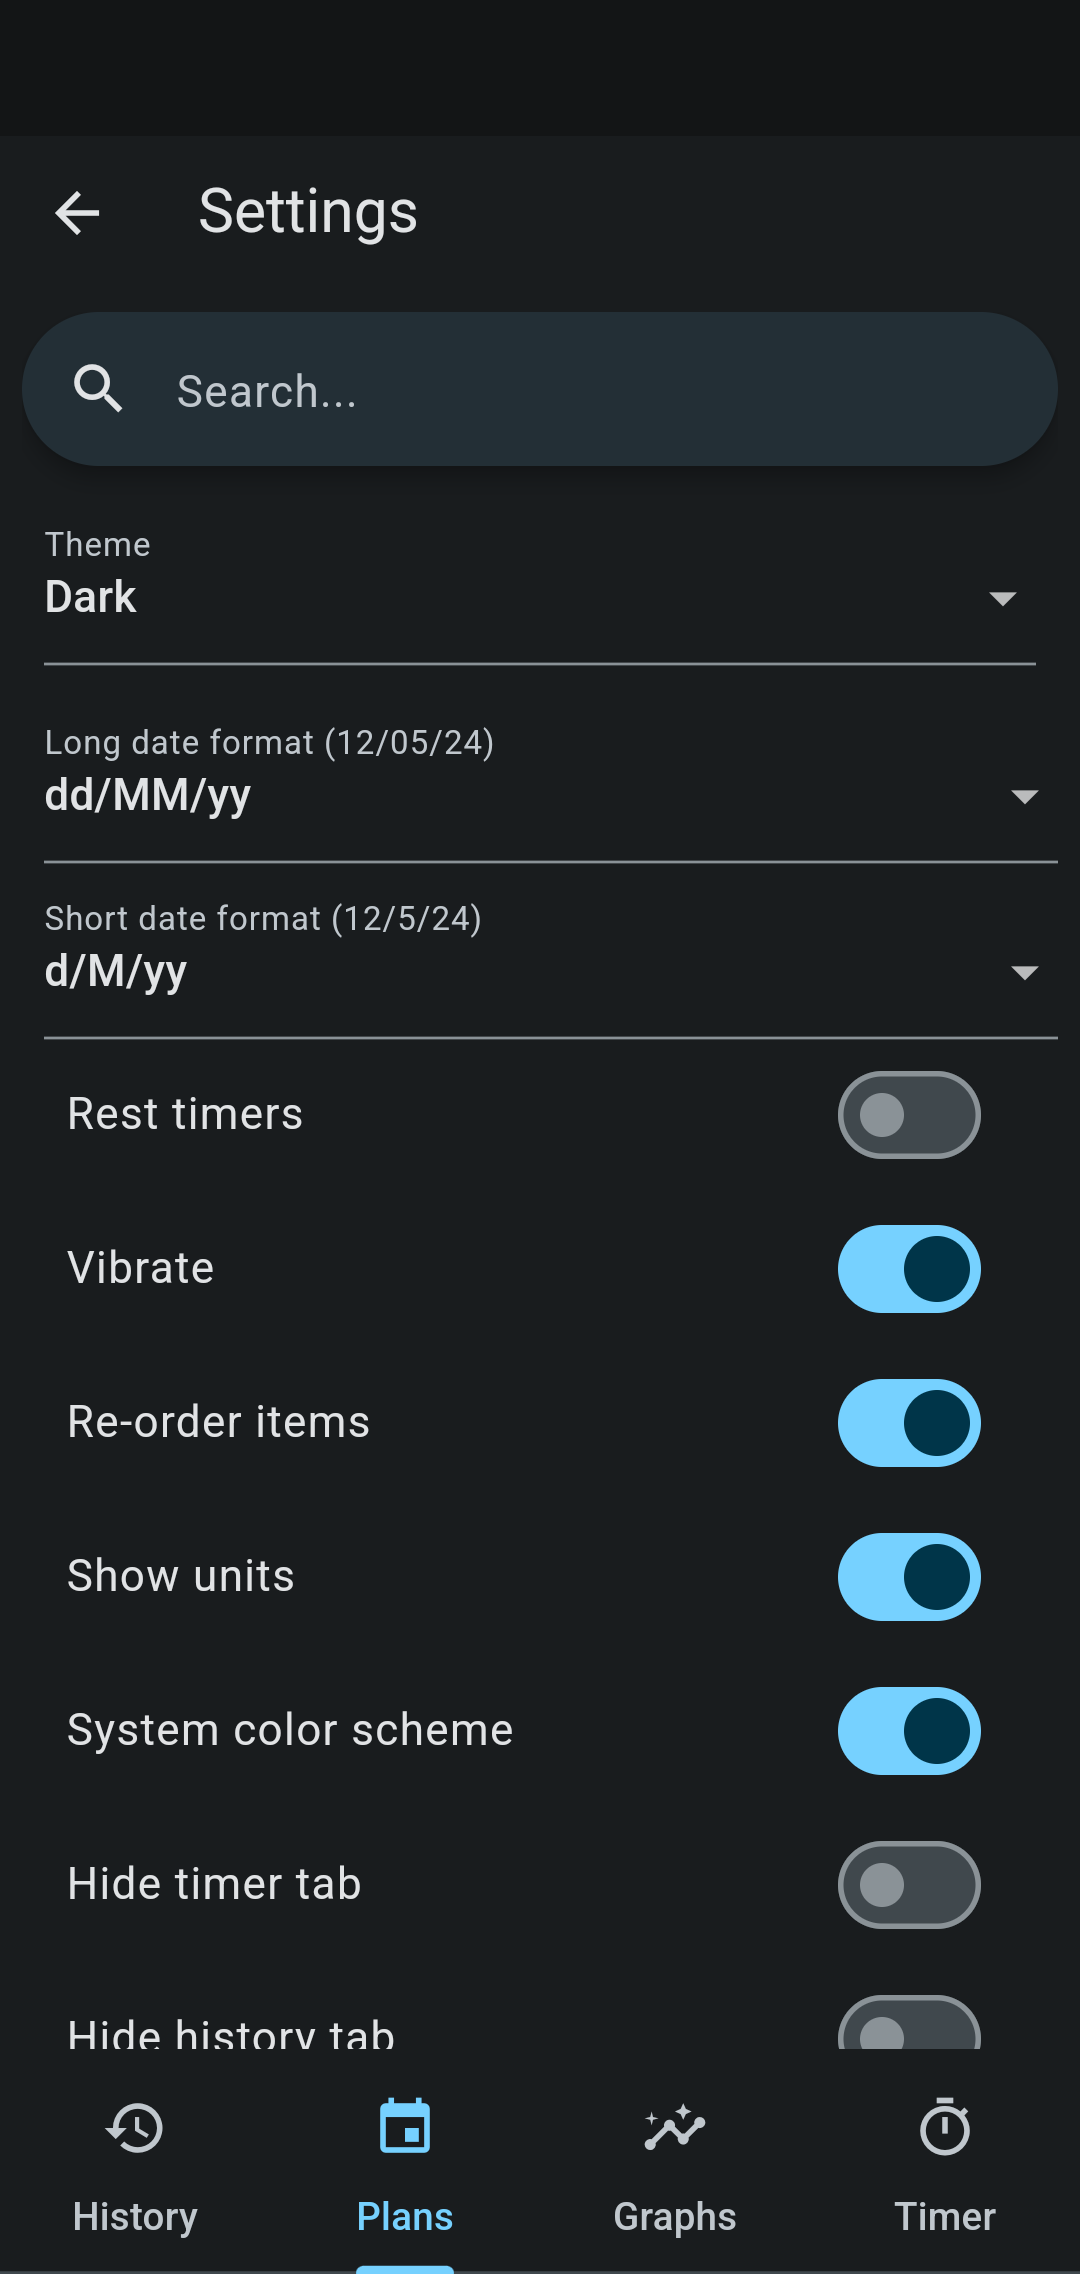 Settings
Search...
Theme
Dark
Long date format (12/05/24)
dd/MM/yy
Short date format (12/5/24)
d/M/yy
Rest timers
Vibrate
Re-order items
Show units
System color scheme
Hide timer tab
Hide history tab
History
Plans
Graphs
Timer